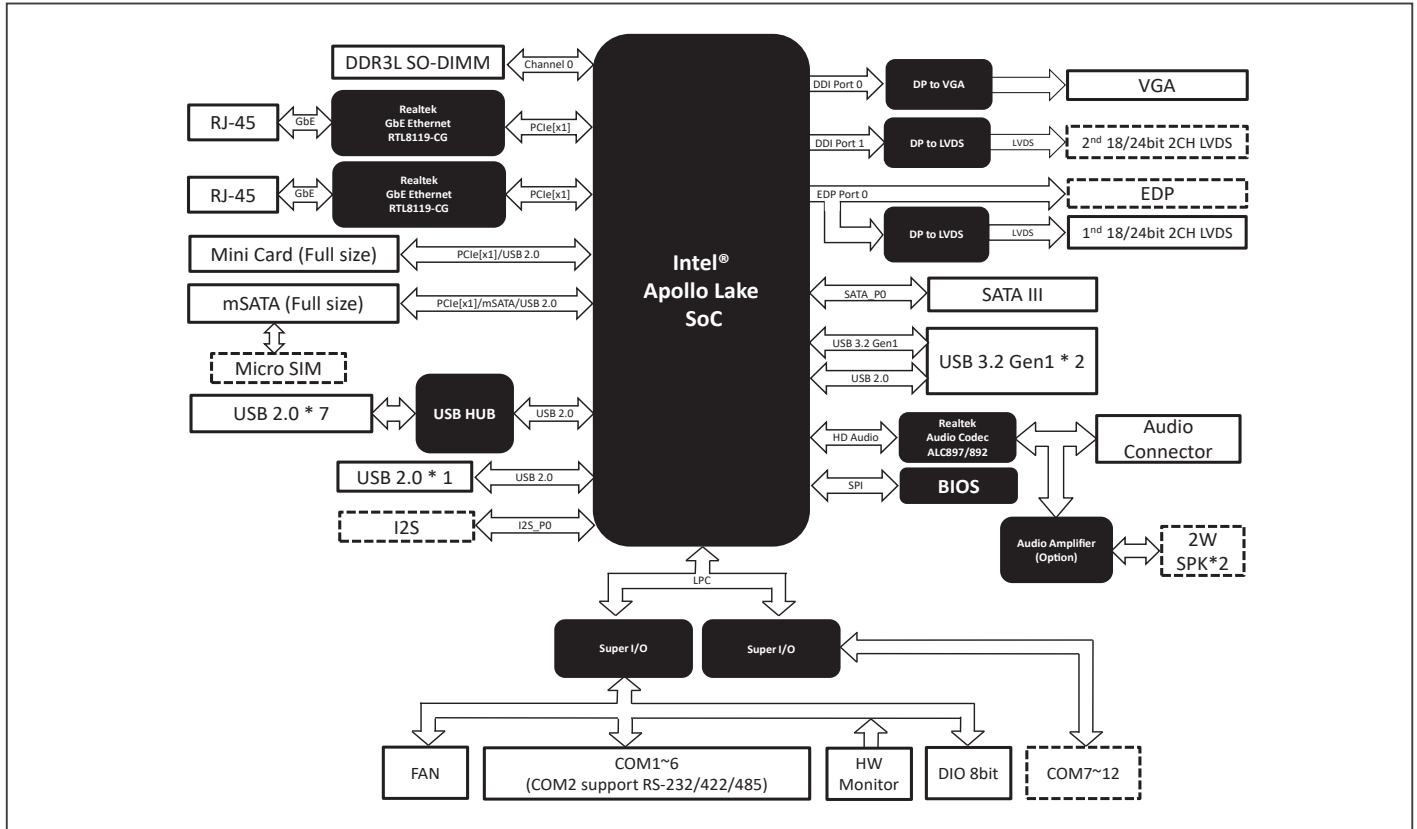 DDR3L SO-DIMM
Channel 0
RJ-45
GbE
Realtek
GbE Ethernet
RTL8119-CG
PCIe[x1]
RJ-45
GbE
Realtek
GbE Ethernet
RTL8119-CG
PCIe[x1]
Mini Card (Full size)
PCIe[x1]/USB 2.0
mSATA (Full size)
PCIe[x1]/mSATA/USB 2.0
Micro SIM
USB 2.0 * 7
USB HUB
USB 2.0
USB 2.0 * 1
USB 2.0
I2S
I2S_P0
Intel®
Apollo Lake
SoC
DDI Port 0
DP to VGA
VGA
DDI Port 1
DP to LVDS
LVDS
2nd 18/24bit 2CH LVDS
EDP Port 0
EDP
DP to LVDS
LVDS
1nd 18/24bit 2CH LVDS
SATA_P0
SATA III
USB 3.2 Gen1
USB 2.0
USB 3.2 Gen1 * 2
HD Audio
Realtek
Audio Codec
ALC897/892
Audio
Connector
SPI
BIOS
Audio Amplifier
(Option)
2W
SPK*2
LPC
Super I/O
Super I/O
FAN
COM1~6
(COM2 support RS-232/422/485)
HW
Monitor
DIO 8bit
COM7~12